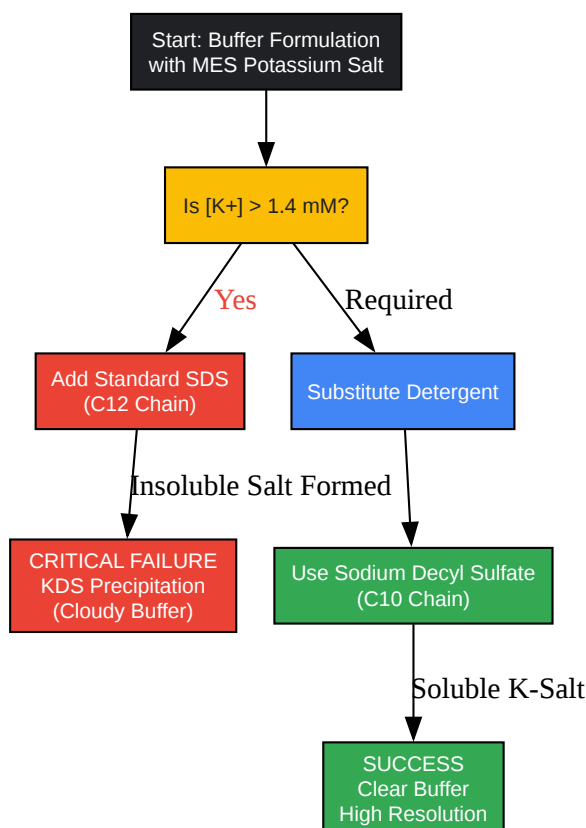 Start: Buffer Formulation
with MES Potassium Salt
Is [K+] > 1.4 mM?
Yes
Required
Add Standard SDS
(C12 Chain)
Substitute Detergent
Insoluble Salt Formed
CRITICAL FAILURE
KDS Precipitation
(Cloudy Buffer)
Use Sodium Decyl Sulfate
(C10 Chain)
Soluble K-Salt
SUCCESS
Clear Buffer
High Resolution